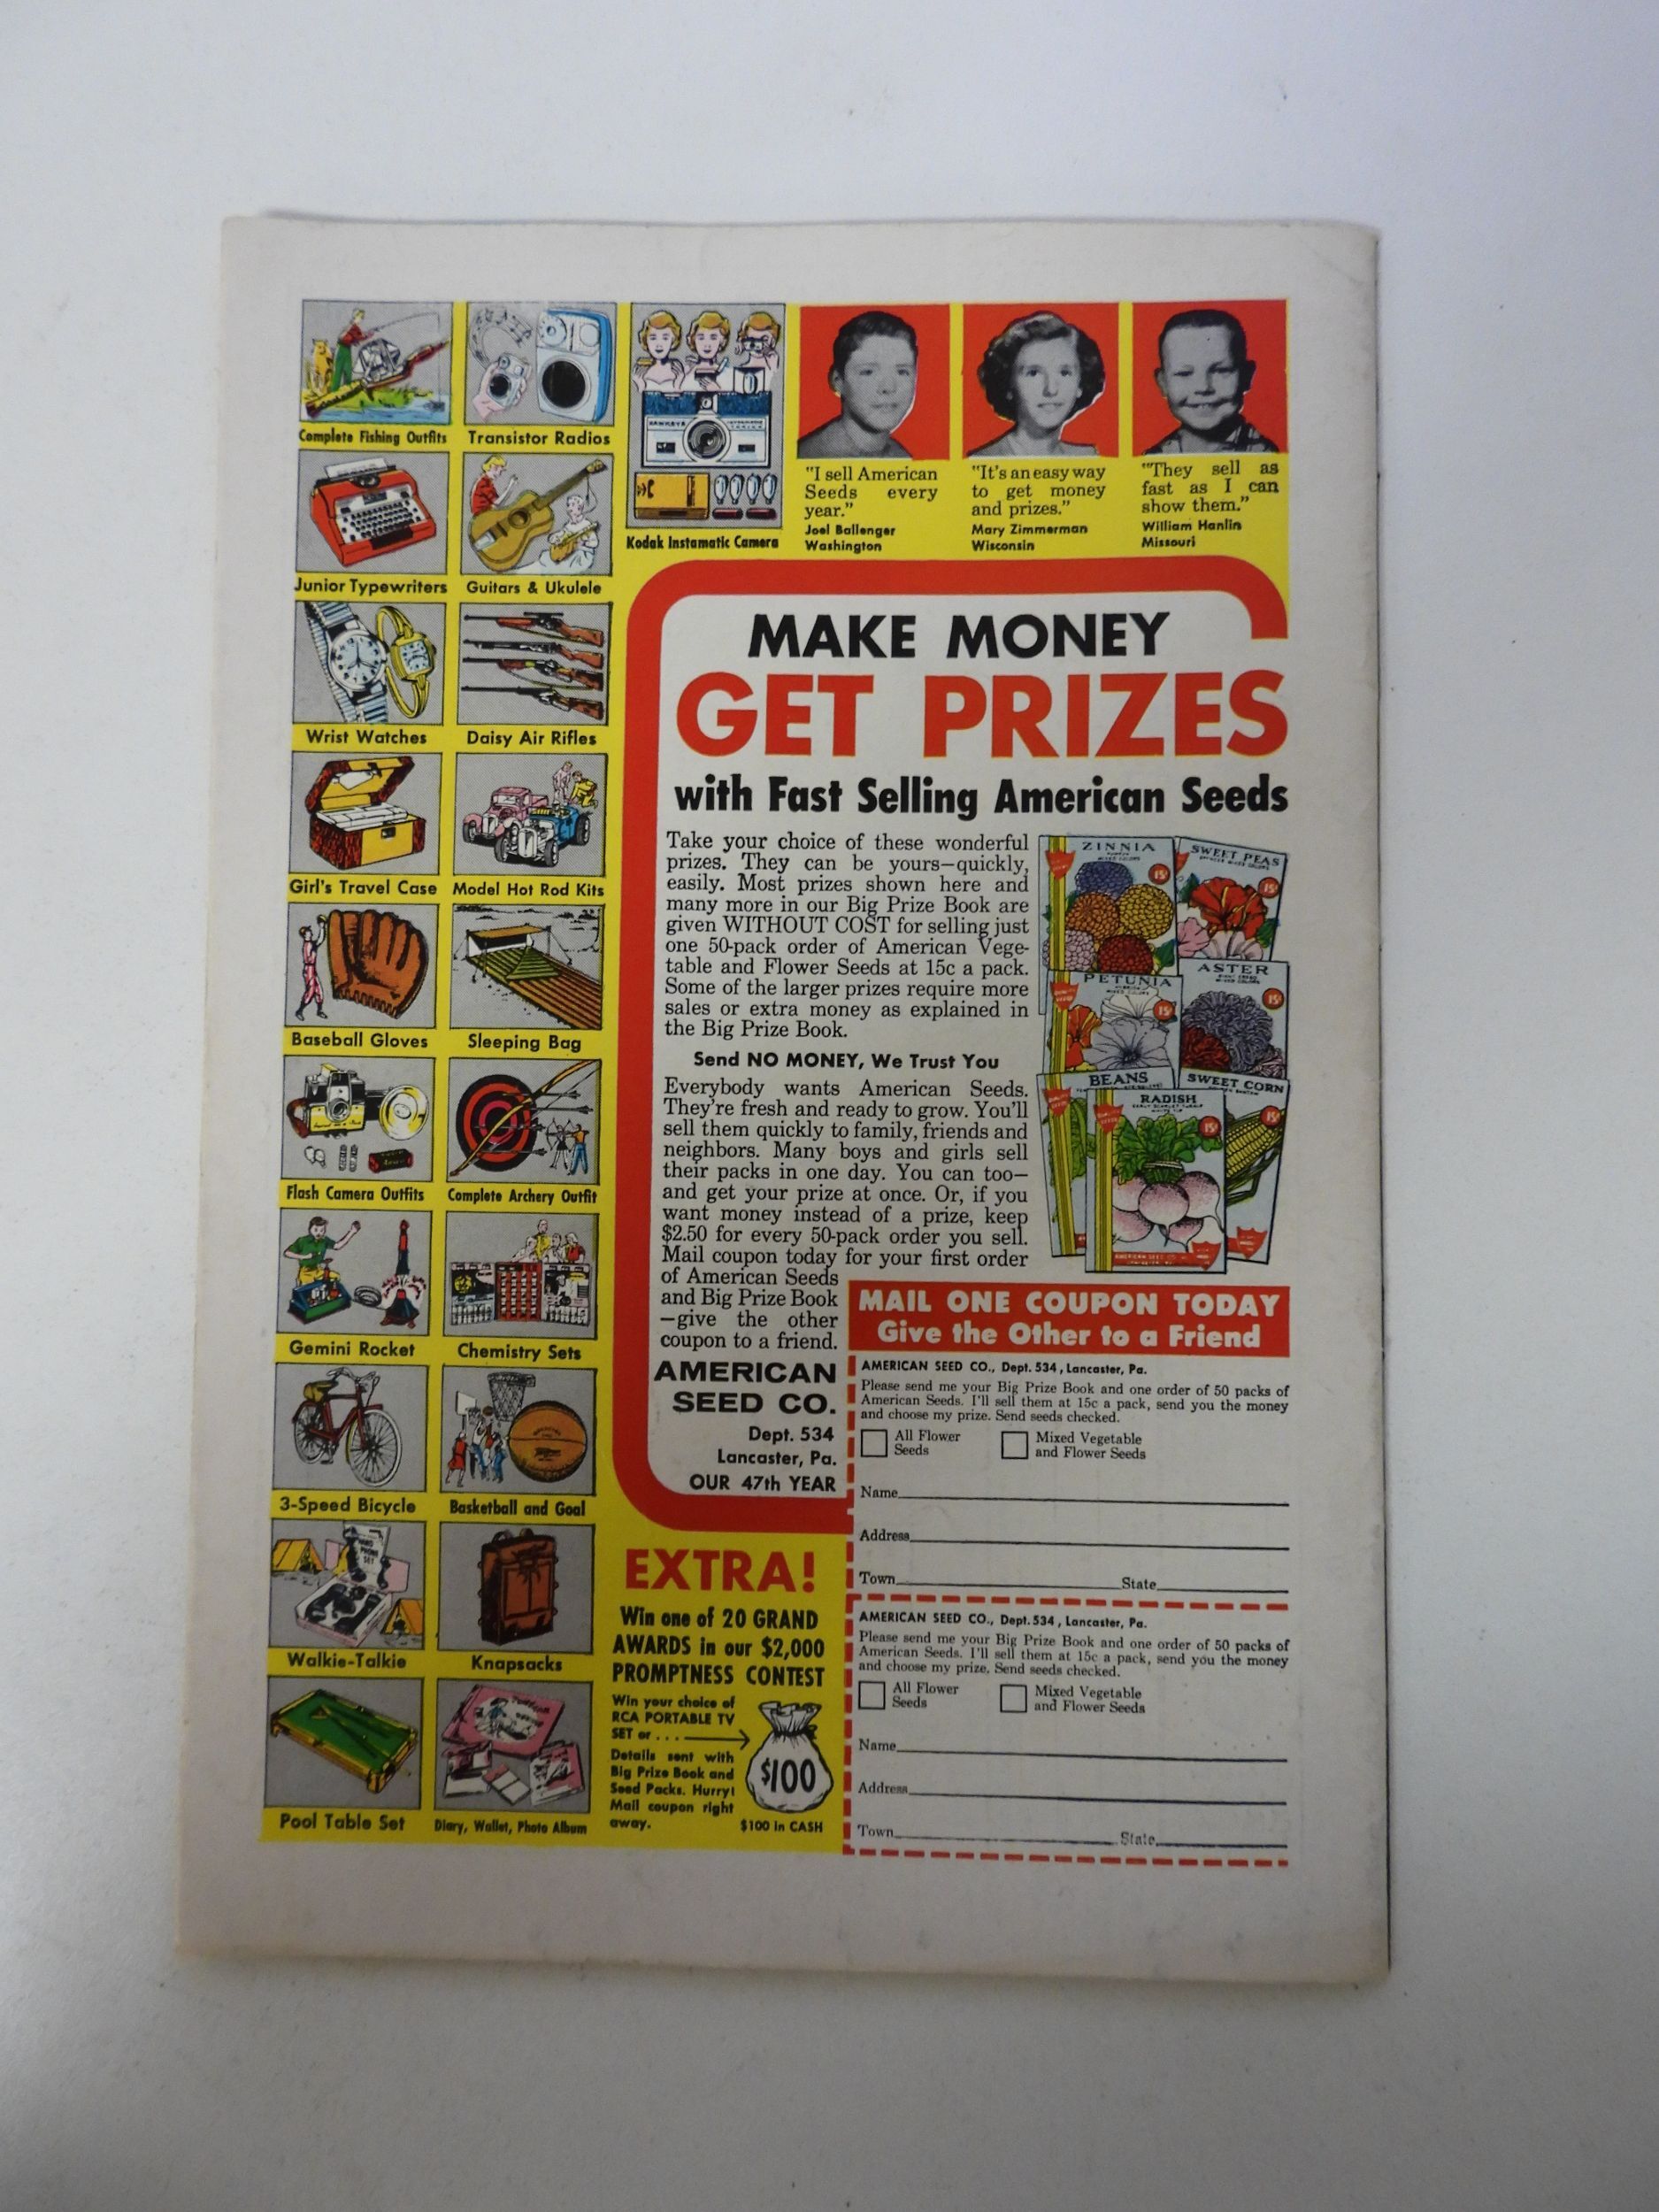 Complete Fishing Outfits
Transistor Radios
Kodak Instamatic Camera
Junior Typewriters
Guitars & Ukulele
Wrist Watches
Daisy Air Rifles
Girl's Travel Case
Model Hot Rod Kits
Baseball Gloves
Sleeping Bag
Flash Camera Outfits
Complete Archery Outfit
Gemini Rocket
Chemistry Sets
3-Speed Bicycle
Basketball and Goal
Walkie-Talkie
Knapsacks
Pool Table Set
Diary, Wallet, Photo Album
"I sell American
Seeds every
year."
Joel Ballenger
Washington
"It's an easy way
to get money
and prizes."
Mary Zimmerman
Wisconsin
"They sell as
fast as I can
show them."
William Hanlin
Missouri
MAKE MONEY
GET PRIZES
with Fast Selling American Seeds
Take your choice of these wonderful
prizes. They can be yours—quickly,
easily. Most prizes shown here and
many more in our Big Prize Book are
given WITHOUT COST for selling just
one 50-pack order of American Vege-
table and Flower Seeds at 15c a pack.
Some of the larger prizes require more
sales or extra money as explained in
the Big Prize Book.
Send NO MONEY, We Trust You
Everybody wants American Seeds.
They're fresh and ready to grow. You'll
sell them quickly to family, friends and
neighbors. Many boys and girls sell
their packs in one day. You can too—
and get your prize at once. Or, if you
want money instead of a prize, keep
$2.50 for every 50-pack order you sell.
Mail coupon today for your first order
of American Seeds
and Big Prize Book
—give the other
coupon to a friend.
AMERICAN
SEED CO.
Dept. 534
Lancaster, Pa.
OUR 47th YEAR
ZINNIA
15¢
SWEET PEAS
15¢
PETUNIA
15¢
ASTER
15¢
BEANS
RADISH
15¢
SWEET CORN
15¢
AMERICAN SEED CO.
MAIL ONE COUPON TODAY
Give the Other to a Friend
AMERICAN SEED CO., Dept. 534, Lancaster, Pa.
Please send me your Big Prize Book and one order of 50 packs of
American Seeds. I'll sell them at 15c a pack, send you the money
and choose my prize. Send seeds checked.
All Flower
Seeds
Mixed Vegetable
and Flower Seeds
Name
Address
Town State
AMERICAN SEED CO., Dept. 534, Lancaster, Pa.
Please send me your Big Prize Book and one order of 50 packs of
American Seeds. I'll sell them at 15c a pack, send you the money
and choose my prize. Send seeds checked.
All Flower
Seeds
Mixed Vegetable
and Flower Seeds
Name
Address
Town State
EXTRA!
Win one of 20 GRAND
AWARDS in our $2,000
PROMPTNESS CONTEST
Win your choice of
RCA PORTABLE TV
SET or . . .
Details sent with
Big Prize Book and
Seed Packs. Hurry!
Mail coupon right
away.
$100
$100 in CASH